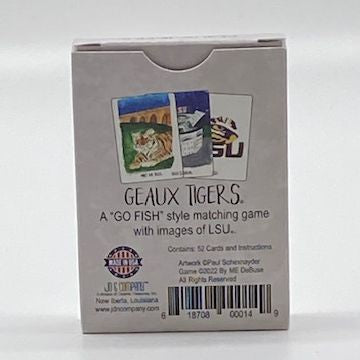 SU
GEAUX TIGERS®
A "GO FISH" style matching game
with images of LSU®.
Contains: 52 Cards and Instructions
Artwork ©Paul Schexnayder
Game ©2022 By ME DeBuse
All Rights Reserved
MADE IN USA
JD & COMPANY
New Iberia, Louisiana
www.jdncompany.com
6 18708 00014 9